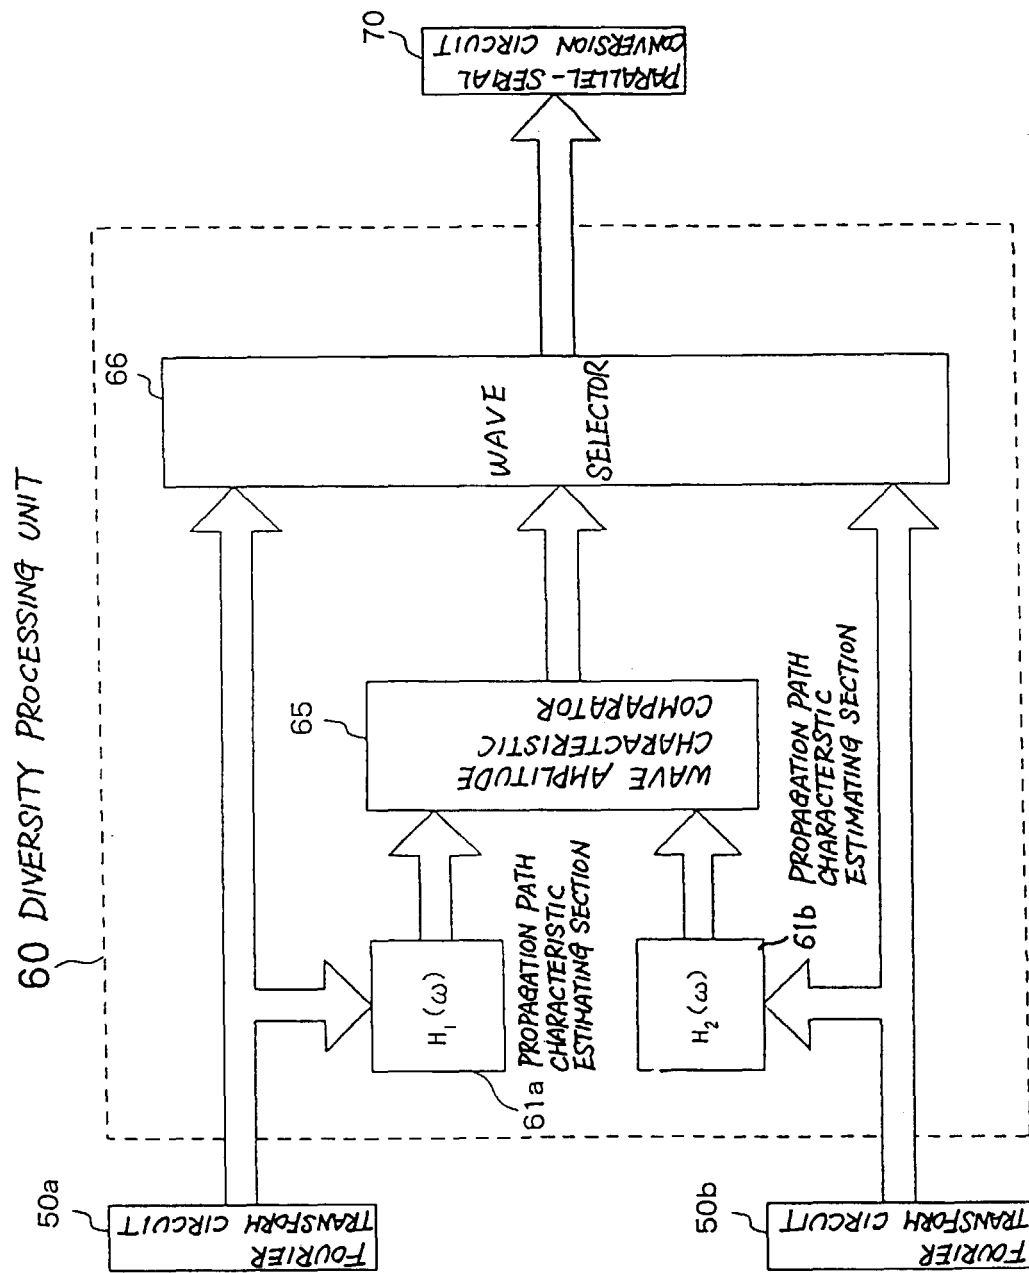 60 DIVERSITY PROCESSING UNIT
50a
FOURIER
TRANSFORM CIRCUIT
61a PROPAGATION PATH
CHARACTERISTIC
ESTIMATING SECTION
H₁(ω)
65
WAVE AMPLITUDE
CHARACTERISTIC
COMPARATOR
66
WAVE
SELECTOR
70
PARALLEL-SERIAL
CONVERSION CIRCUIT
H₂(ω)
61b PROPAGATION PATH
CHARACTERSTIC
ESTIMATING SECTION
50b
FOURIER
TRANSFORM CIRCUIT